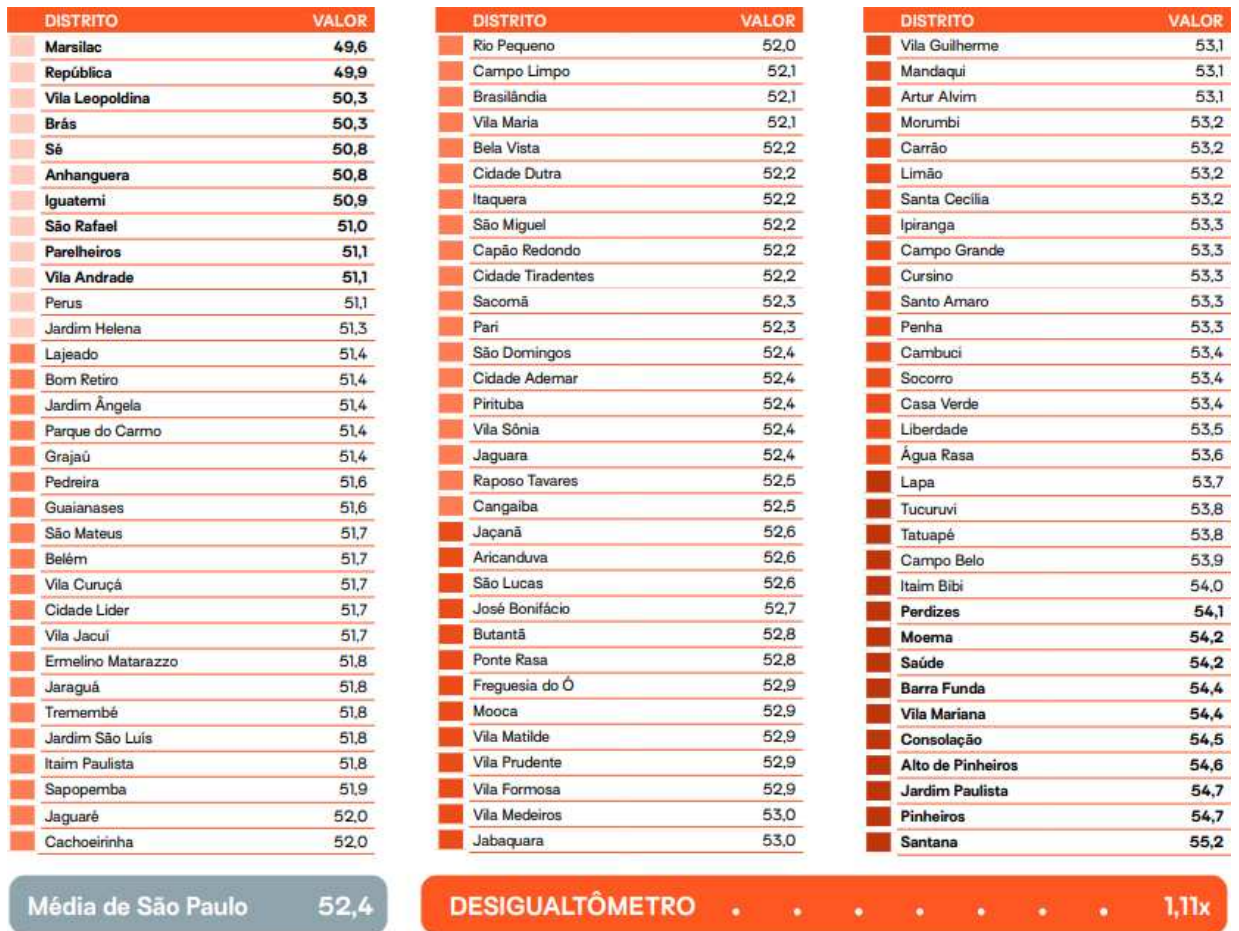 DISTRITO VALOR
Marsilac 49,6
República 49,9
Vila Leopoldina 50,3
Brás 50,3
Sé 50,8
Anhanguera 50,8
Iguatemi 50,9
São Rafael 51,0
Parelheiros 51,1
Vila Andrade 51,1
Perus 51,1
Jardim Helena 51,3
Lajeado 51,4
Bom Retiro 51,4
Jardim Ângela 51,4
Parque do Carmo 51,4
Grajaú 51,4
Pedreira 51,6
Guaianases 51,6
São Mateus 51,7
Belém 51,7
Vila Curuçá 51,7
Cidade Líder 51,7
Vila Jacuí 51,7
Ermelino Matarazzo 51,8
Jaraguá 51,8
Tremembé 51,8
Jardim São Luís 51,8
Itaim Paulista 51,8
Sapopemba 51,9
Jaguaré 52,0
Cachoeirinha 52,0
DISTRITO VALOR
Rio Pequeno 52,0
Campo Limpo 52,1
Brasilândia 52,1
Vila Maria 52,1
Bela Vista 52,2
Cidade Dutra 52,2
Itaquera 52,2
São Miguel 52,2
Capão Redondo 52,2
Cidade Tiradentes 52,2
Sacomã 52,3
Pari 52,3
São Domingos 52,4
Cidade Ademar 52,4
Pirituba 52,4
Vila Sônia 52,4
Jaguara 52,4
Raposo Tavares 52,5
Cangaíba 52,5
Jaçanã 52,6
Aricanduva 52,6
São Lucas 52,6
José Bonifácio 52,7
Butantã 52,8
Ponte Rasa 52,8
Freguesia do Ó 52,9
Mooca 52,9
Vila Matilde 52,9
Vila Prudente 52,9
Vila Formosa 52,9
Vila Medeiros 53,0
Jabaquara 53,0
DISTRITO VALOR
Vila Guilherme 53,1
Mandaqui 53,1
Artur Alvim 53,1
Morumbi 53,2
Carrão 53,2
Limão 53,2
Santa Cecília 53,2
Ipiranga 53,3
Campo Grande 53,3
Cursino 53,3
Santo Amaro 53,3
Penha 53,3
Cambuci 53,4
Socorro 53,4
Casa Verde 53,4
Liberdade 53,5
Água Rasa 53,6
Lapa 53,7
Tucuruvi 53,8
Tatuapé 53,8
Campo Belo 53,9
Itaim Bibi 54,0
Perdizes 54,1
Moema 54,2
Saúde 54,2
Barra Funda 54,4
Vila Mariana 54,4
Consolação 54,5
Alto de Pinheiros 54,6
Jardim Paulista 54,7
Pinheiros 54,7
Santana 55,2
Média de São Paulo 52,4
DESIGUALTÔMETRO . . . . . . . 1,11x